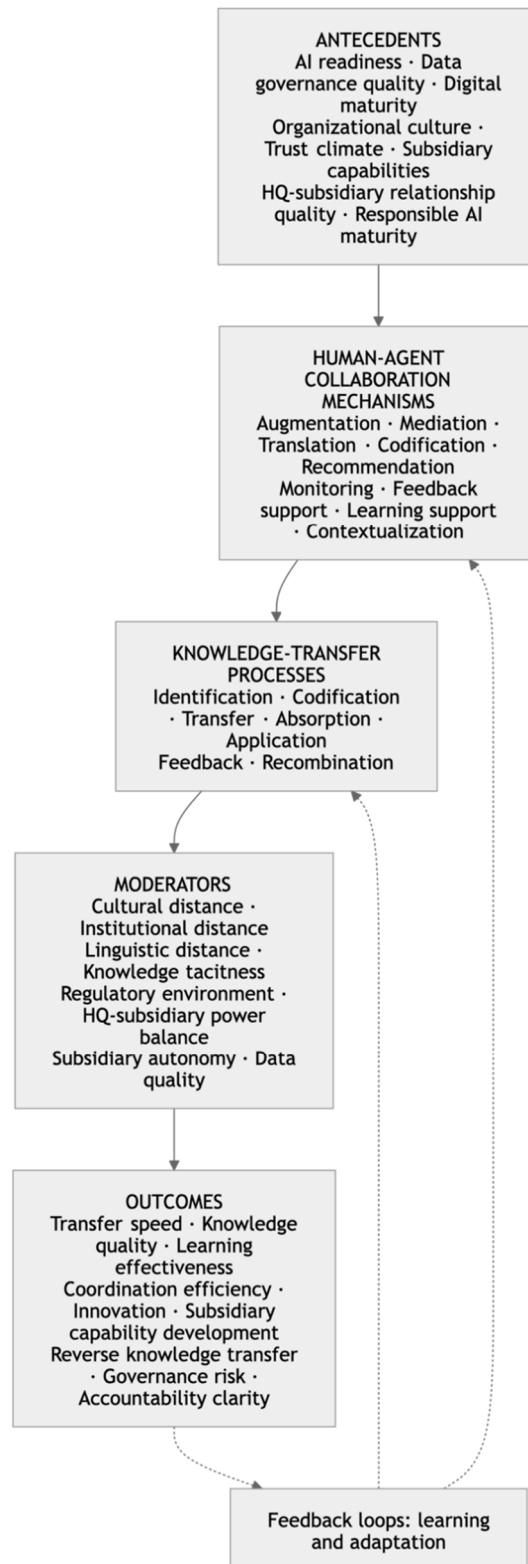 ANTECEDENTS
AI readiness · Data
governance quality · Digital
maturity
Organizational culture ·
Trust climate · Subsidiary
capabilities
HQ-subsidiary relationship
quality · Responsible AI
maturity
HUMAN-AGENT
COLLABORATION
MECHANISMS
Augmentation · Mediation ·
Translation · Codification ·
Recommendation
Monitoring · Feedback
support · Learning support
· Contextualization
KNOWLEDGE-TRANSFER
PROCESSES
Identification · Codification
· Transfer · Absorption ·
Application
Feedback · Recombination
MODERATORS
Cultural distance ·
Institutional distance
Linguistic distance ·
Knowledge tacitness
Regulatory environment ·
HQ-subsidiary power
balance
Subsidiary autonomy · Data
quality
OUTCOMES
Transfer speed · Knowledge
quality · Learning
effectiveness
Coordination efficiency ·
Innovation · Subsidiary
capability development
Reverse knowledge transfer
· Governance risk ·
Accountability clarity
Feedback loops: learning
and adaptation